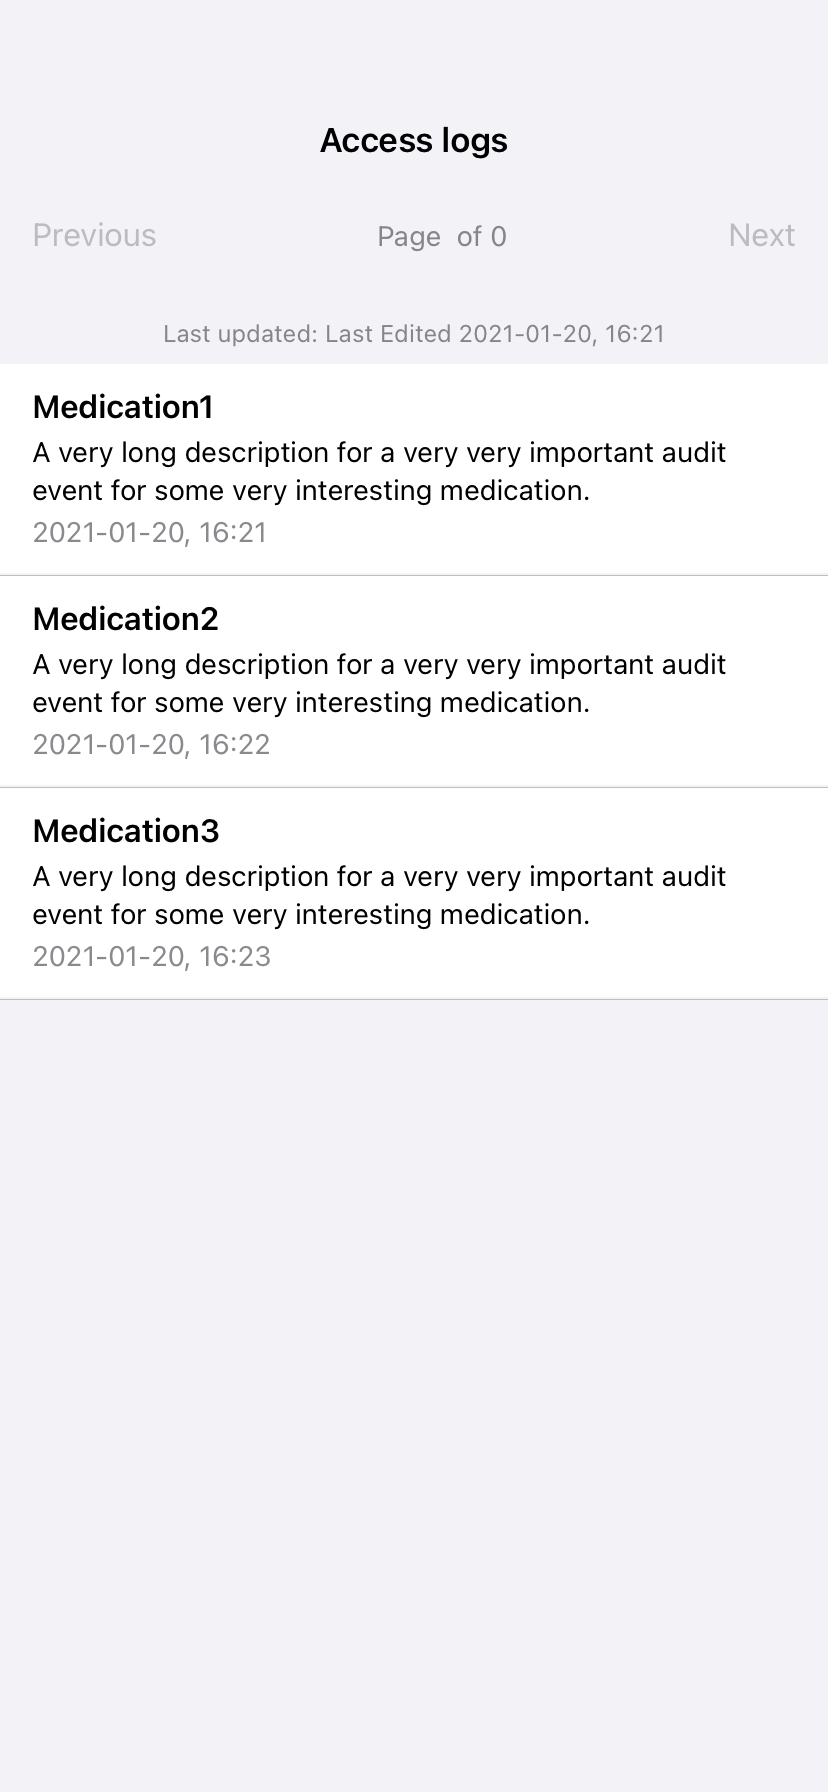 Access logs
Previous Page  of 0 Next
Last updated: Last Edited 2021-01-20, 16:21
Medication1
A very long description for a very very important audit
event for some very interesting medication.
2021-01-20, 16:21
Medication2
A very long description for a very very important audit
event for some very interesting medication.
2021-01-20, 16:22
Medication3
A very long description for a very very important audit
event for some very interesting medication.
2021-01-20, 16:23